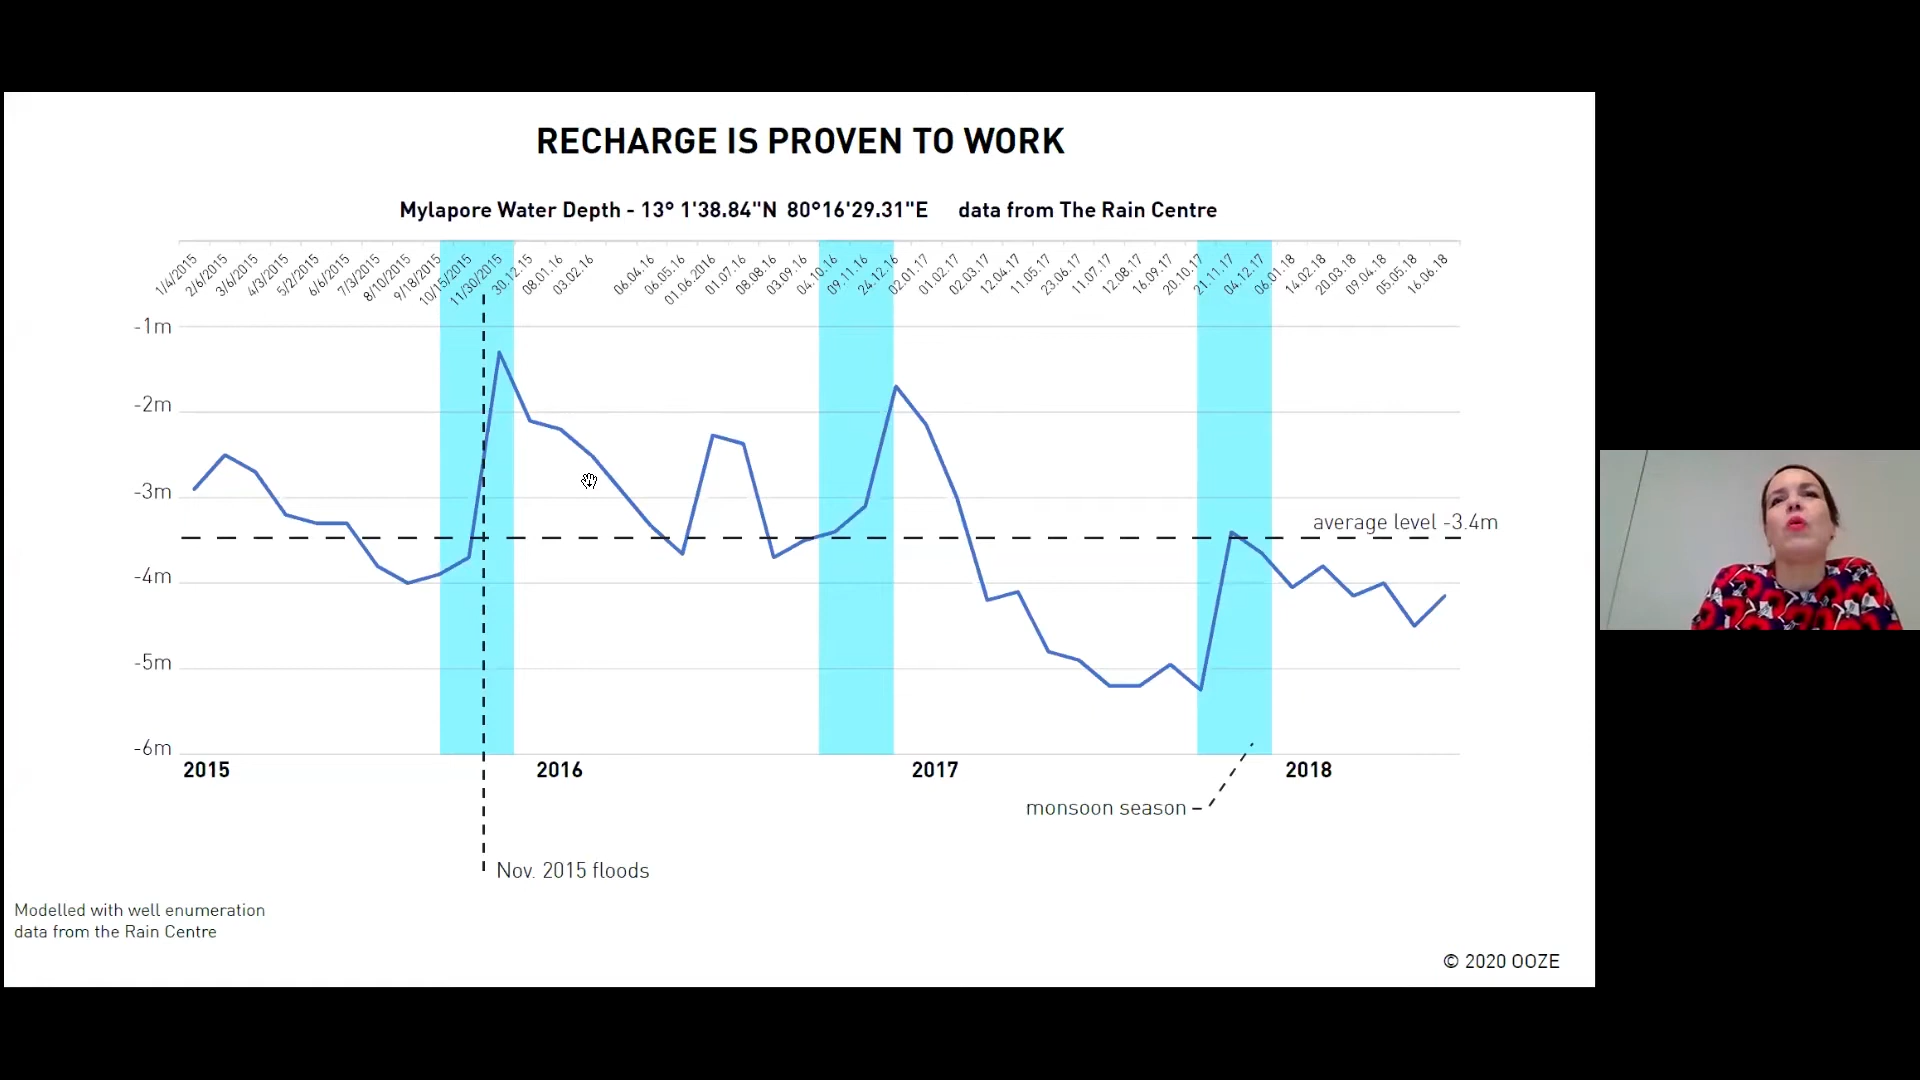 RECHARGE IS PROVEN TO WORK
Mylapore Water Depth - 13° 1'38.84"N 80°16'29.31"E data from The Rain Centre
1/4/2015
2/6/2015
3/6/2015
4/3/2015
5/2/2015
6/6/2015
7/3/2015
8/10/2015
9/18/2015
10/15/2015
11/30/2015
30.12.15
08.01.16
03.02.16
06.04.16
06.05.16
01.06.2016
01.07.16
08.08.16
03.09.16
04.10.16
09.11.16
24.12.16
02.01.17
01.02.17
02.03.17
12.04.17
11.05.17
23.06.17
11.07.17
12.08.17
16.09.17
20.10.17
21.11.17
04.12.17
06.01.18
14.02.18
20.03.18
09.04.18
05.05.18
16.06.18
-1m
-2m
-3m
average level -3.4m
-4m
-5m
-6m
2015 2016 2017 2018
monsoon season
Nov. 2015 floods
Modelled with well enumeration
data from the Rain Centre
© 2020 OOZE